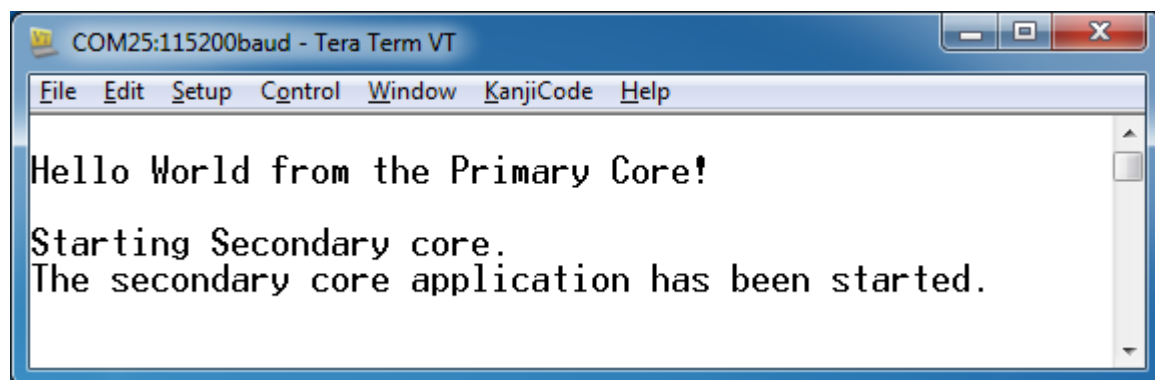 COM25:115200baud - Tera Term VT
File Edit Setup Control Window KanjiCode Help
Hello World from the Primary Core!
Starting Secondary core.
The secondary core application has been started.